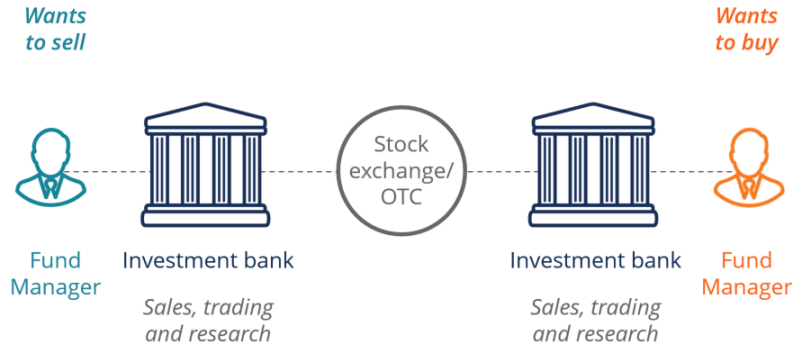 Wants
to sell
Wants
to buy
Stock
exchange/
OTC
Fund
Manager
Investment bank
Sales, trading
and research
Investment bank
Sales, trading
and research
Fund
Manager